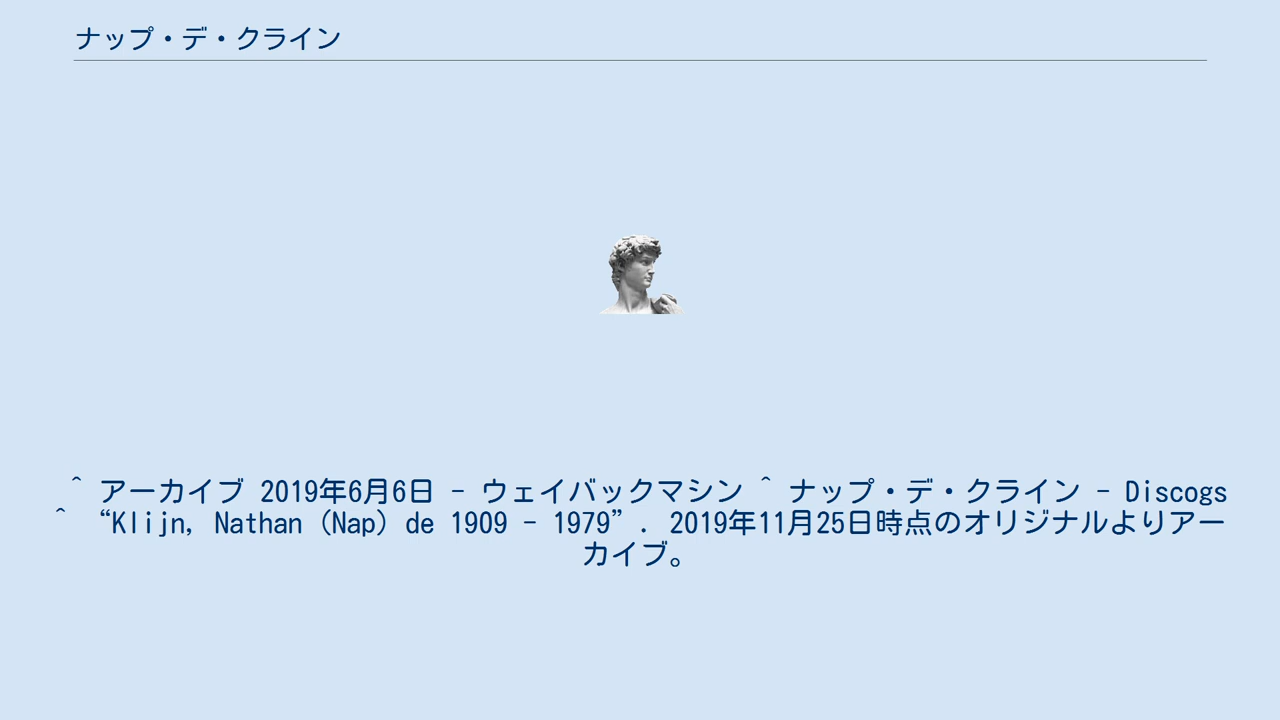 ナップ・デ・クライン
^ アーカイブ 2019年6月6日 - ウェイバックマシン ^ ナップ・デ・クライン - Discogs
^ “Klijn, Nathan (Nap) de 1909 - 1979”. 2019年11月25日時点のオリジナルよりアー
カイブ。